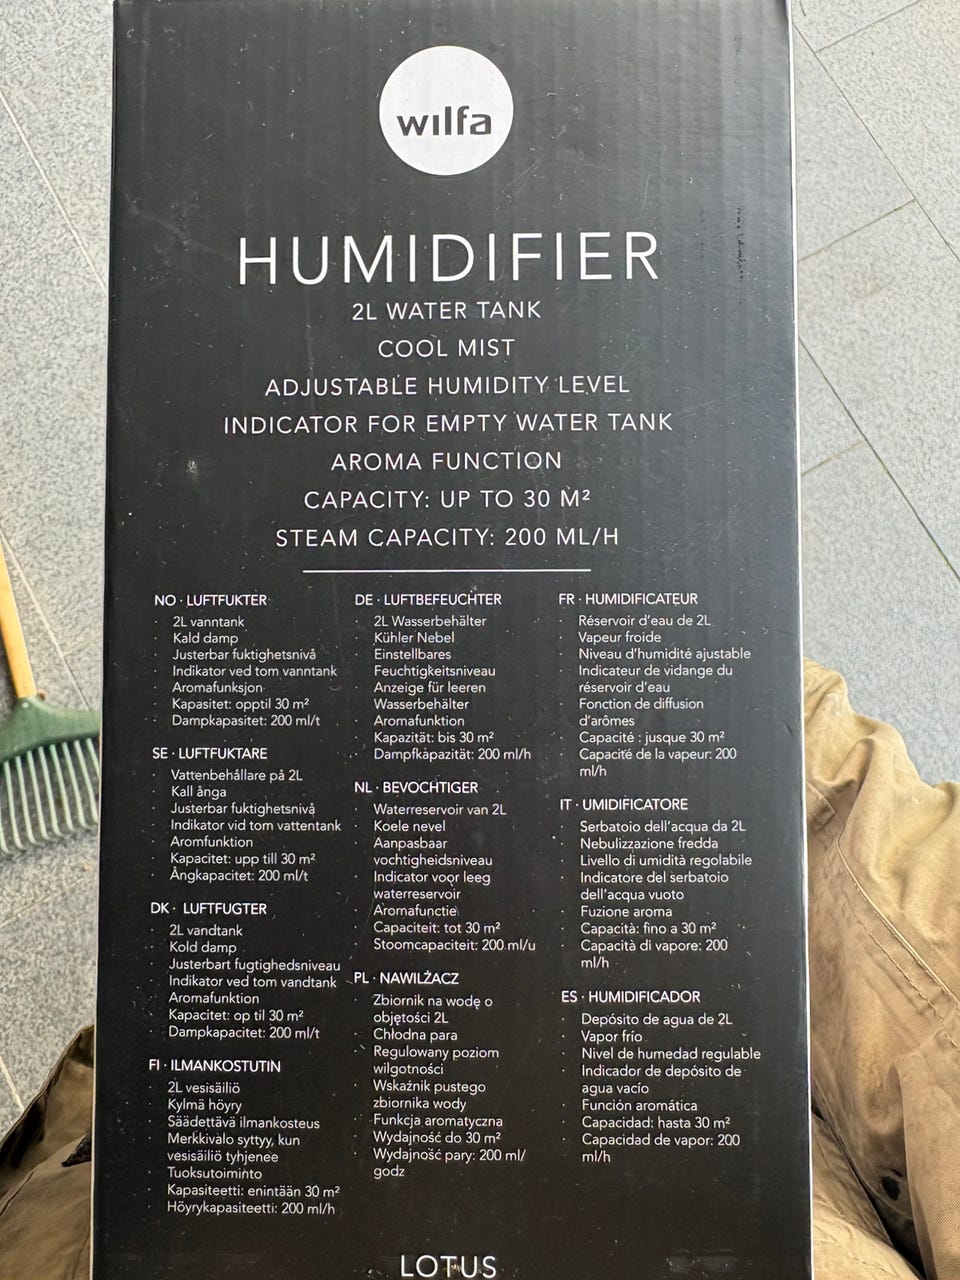 wilfa
HUMIDIFIER
2L WATER TANK
COOL MIST
ADJUSTABLE HUMIDITY LEVEL
INDICATOR FOR EMPTY WATER TANK
AROMA FUNCTION
CAPACITY: UP TO 30 M²
STEAM CAPACITY: 200 ML/H
NO · LUFTFUKTER
· 2L vanntank
· Kald damp
· Justerbar fuktighetsnivå
· Indikator ved tom vanntank
· Aromafunksjon
· Kapasitet: opptil 30 m²
· Dampkapasitet: 200 ml/t
SE · LUFTFUKTARE
· Vattenbehållare på 2L
· Kall ånga
· Justerbar fuktighetsnivå
· Indikator vid tom vattentank
· Aromfunktion
· Kapacitet: upp till 30 m²
· Ångkapacitet: 200 ml/t
DK · LUFTFUGTER
· 2L vandtank
· Kold damp
· Justerbart fugtighedsniveau
· Indikator ved tom vandtank
· Aromafunktion
· Kapacitet: op til 30 m²
· Dampkapacitet: 200 ml/t
FI · ILMANKOSTUTIN
· 2L vesisäiliö
· Kylmä höyry
· Säädettävä ilmankosteus
· Merkkivalo syttyy, kun
vesisäiliö tyhjenee
· Tuoksutoiminto
· Kapasiteetti: enintään 30 m²
· Höyrykapasiteetti: 200 ml/h
DE · LUFTBEFEUCHTER
· 2L Wasserbehälter
· Kühler Nebel
· Einstellbares
Feuchtigkeitsniveau
· Anzeige für leeren
Wasserbehälter
· Aromafunktion
· Kapazität: bis 30 m²
· Dampfkapazität: 200 ml/h
NL · BEVOCHTIGER
· Waterreservoir van 2L
· Koele nevel
· Aanpasbaar
vochtigheidsniveau
· Indicator voor leeg
waterreservoir
· Aromafunctie
· Capaciteit: tot 30 m²
· Stoomcapaciteit: 200 ml/u
PL · NAWILŻACZ
· Zbiornik na wodę o
objętości 2L
· Chłodna para
· Regulowany poziom
wilgotności
· Wskaźnik pustego
zbiornika wody
· Funkcja aromatyczna
· Wydajność do 30 m²
· Wydajność pary: 200 ml/
godz
FR · HUMIDIFICATEUR
· Réservoir d'eau de 2L
· Vapeur froide
· Niveau d'humidité ajustable
· Indicateur de vidange du
réservoir d'eau
· Fonction de diffusion
d'arômes
· Capacité : jusque 30 m²
· Capacité de la vapeur: 200
ml/h
IT · UMIDIFICATORE
· Serbatoio dell'acqua da 2L
· Nebulizzazione fredda
· Livello di umidità regolabile
· Indicatore del serbatoio
dell'acqua vuoto
· Fuzione aroma
· Capacità: fino a 30 m²
· Capacità di vapore: 200
ml/h
ES · HUMIDIFICADOR
· Depósito de agua de 2L
· Vapor frío
· Nivel de humedad regulable
· Indicador de depósito de
agua vacío
· Función aromática
· Capacidad: hasta 30 m²
· Capacidad de vapor: 200
ml/h
LOTUS